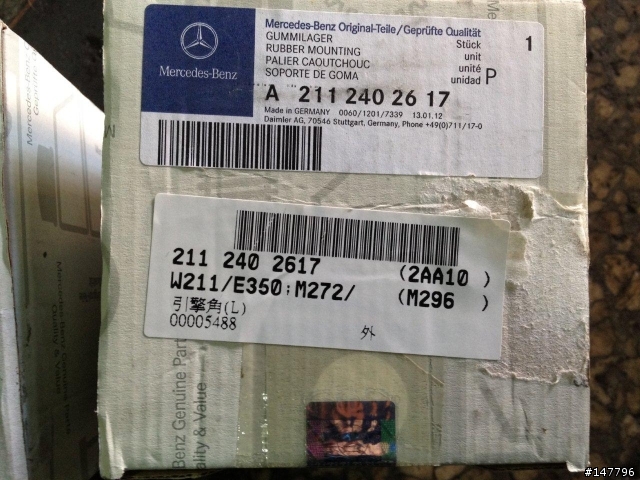 Mercedes-Benz
Mercedes-Benz Original-Teile/Geprüfte Qualität
GUMMILAGER
RUBBER MOUNTING
PALIER CAOUTCHOUC
SOPORTE DE GOMA
Stück
unit
unité
unidad
P
1
A 211 240 26 17
Made in GERMANY 0060/1201/7339 13.01.12
Daimler AG, 70546 Stuttgart, Germany, Phone +49(0)711/17-0
211 240 2617 (2AA10 )
W211/E350;M272/ (M296 )
引擎角(L)
00005488
外
Benz Genuine Part
ality & Value
#147796